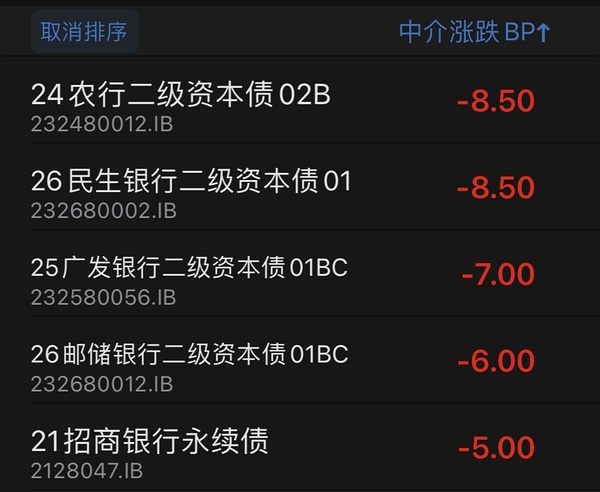 取消排序 中介涨跌BP↑
24农行二级资本债02B -8.50
232480012.IB
26民生银行二级资本债01 -8.50
232680002.IB
25广发银行二级资本债01BC -7.00
232580056.IB
26邮储银行二级资本债01BC -6.00
232680012.IB
21招商银行永续债 -5.00
2128047.IB